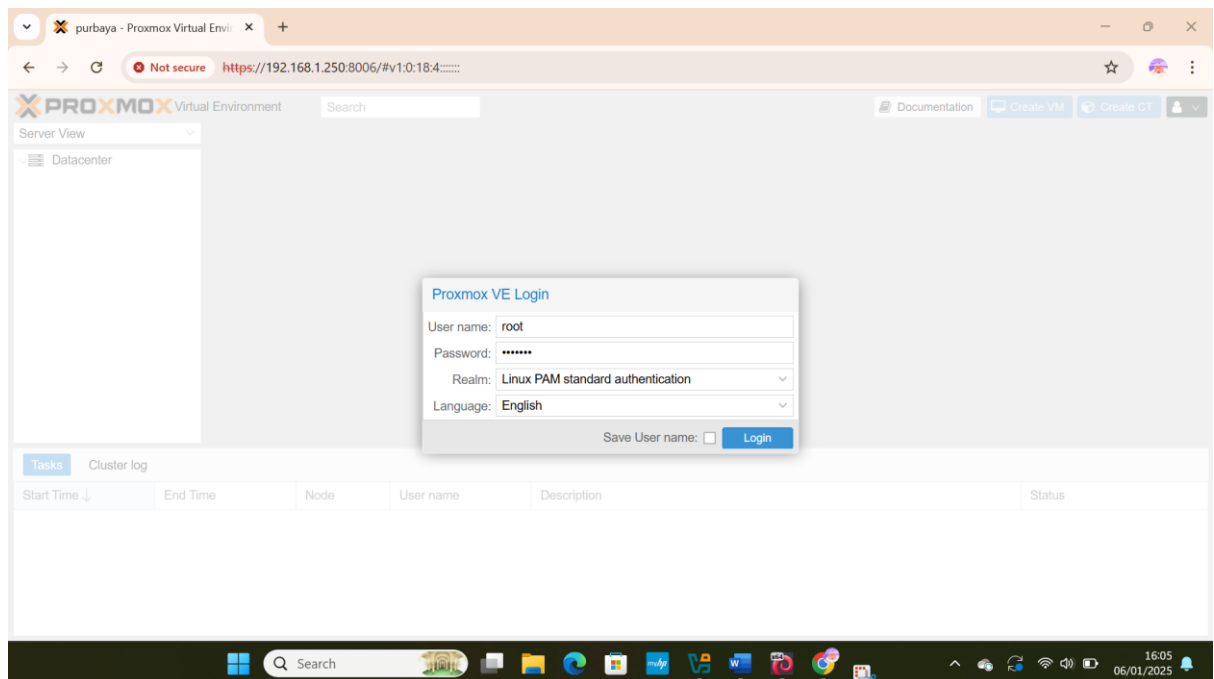 purbaya - Proxmox Virtual Envi
Not secure https://192.168.1.250:8006/#v1:0:18:4:::::::
PROXMOX Virtual Environment Search Documentation Create VM Create CT
Server View
Datacenter
Proxmox VE Login
User name: root
Password: •••••••
Realm: Linux PAM standard authentication
Language: English
Save User name: Login
Tasks Cluster log
Start Time ↓ End Time Node User name Description Status
Search
16:05
06/01/2025